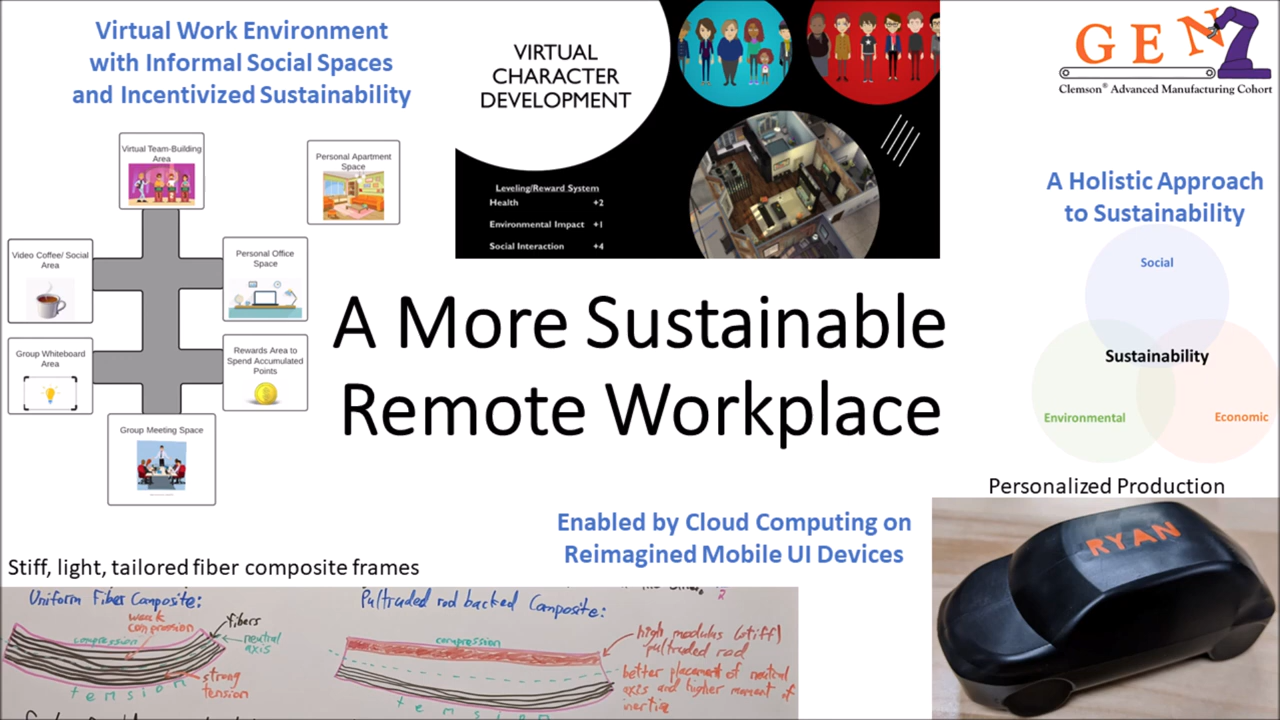 Virtual Work Environment
with Informal Social Spaces
and Incentivized Sustainability
Virtual Team-Building
Area
Personal Apartment
Space
Video Coffee/ Social
Area
Personal Office
Space
Group Whiteboard
Area
Rewards Area to
Spend Accumulated
Points
Group Meeting Space
VIRTUAL
CHARACTER
DEVELOPMENT
Leveling/Reward System
Health +2
Environmental Impact +1
Social Interaction +4
GEN
Clemson® Advanced Manufacturing Cohort
A Holistic Approach
to Sustainability
Social
Sustainability
Environmental
Economic
A More Sustainable
Remote Workplace
Enabled by Cloud Computing on
Reimagined Mobile UI Devices
Personalized Production
RYAN
Stiff, light, tailored fiber composite frames
Uniform Fiber Composite:
weak
compression
compression
fibers
neutral
axis
strong
tension
tension
Pultruded rod backed Composite:
compression
high modulus (stiff)
pultruded rod
better placement of neutral
axis and higher moment of
inertia
tension